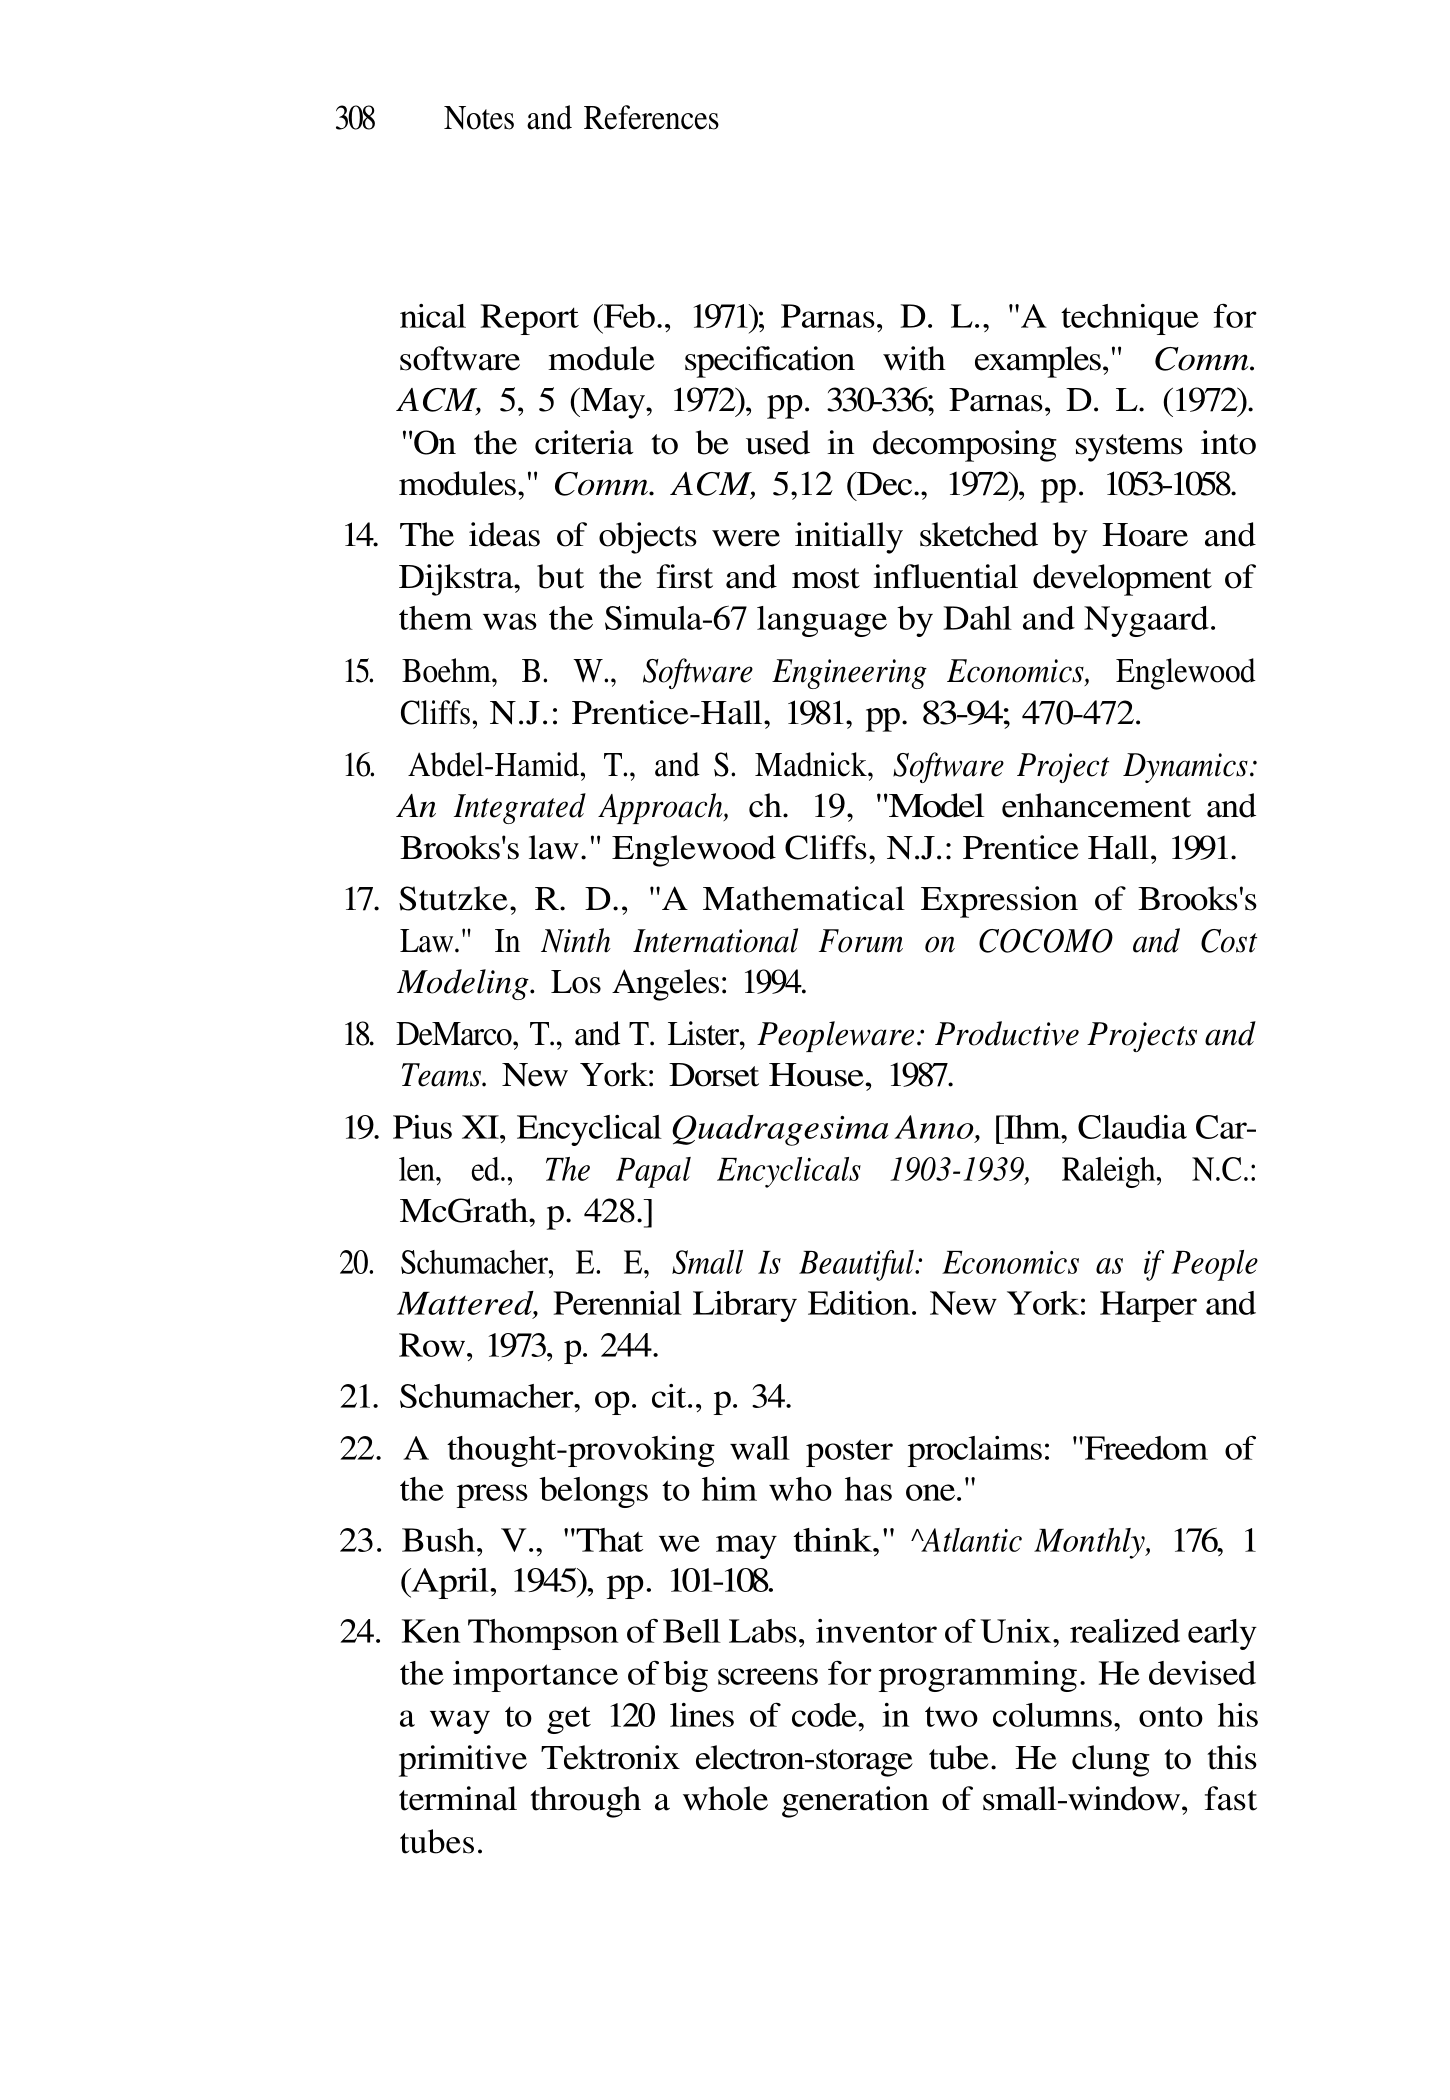 308 Notes and References
nical Report (Feb., 1971); Parnas, D. L., "A technique for
software module specification with examples," Comm.
ACM, 5, 5 (May, 1972), pp. 330-336; Parnas, D. L. (1972).
"On the criteria to be used in decomposing systems into
modules," Comm. ACM, 5,12 (Dec., 1972), pp. 1053-1058.
14. The ideas of objects were initially sketched by Hoare and
Dijkstra, but the first and most influential development of
them was the Simula-67 language by Dahl and Nygaard.
15. Boehm, B. W., Software Engineering Economics, Englewood
Cliffs, N.J.: Prentice-Hall, 1981, pp. 83-94; 470-472.
16. Abdel-Hamid, T., and S. Madnick, Software Project Dynamics:
An Integrated Approach, ch. 19, "Model enhancement and
Brooks's law." Englewood Cliffs, N.J.: Prentice Hall, 1991.
17. Stutzke, R. D., "A Mathematical Expression of Brooks's
Law." In Ninth International Forum on COCOMO and Cost
Modeling. Los Angeles: 1994.
18. DeMarco, T., and T. Lister, Peopleware: Productive Projects and
Teams. New York: Dorset House, 1987.
19. Pius XI, Encyclical Quadragesima Anno, [Ihm, Claudia Car-
len, ed., The Papal Encyclicals 1903-1939, Raleigh, N.C.:
McGrath, p. 428.]
20. Schumacher, E. E, Small Is Beautiful: Economics as if People
Mattered, Perennial Library Edition. New York: Harper and
Row, 1973, p. 244.
21. Schumacher, op. cit., p. 34.
22. A thought-provoking wall poster proclaims: "Freedom of
the press belongs to him who has one."
23. Bush, V., "That we may think," ^Atlantic Monthly, 176, 1
(April, 1945), pp. 101-108.
24. Ken Thompson of Bell Labs, inventor of Unix, realized early
the importance of big screens for programming. He devised
a way to get 120 lines of code, in two columns, onto his
primitive Tektronix electron-storage tube. He clung to this
terminal through a whole generation of small-window, fast
tubes.